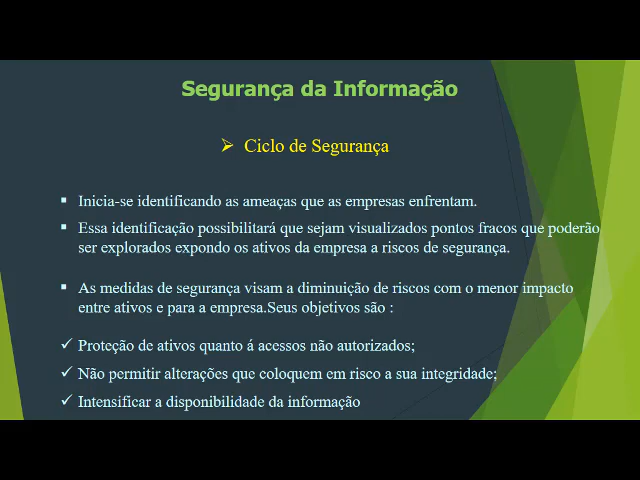 Segurança da Informação
Ciclo de Segurança
Inicia-se identificando as ameaças que as empresas enfrentam.
Essa identificação possibilitará que sejam visualizados pontos fracos que poderão
ser explorados expondo os ativos da empresa a riscos de segurança.
As medidas de segurança visam a diminuição de riscos com o menor impacto
entre ativos e para a empresa.Seus objetivos são :
Proteção de ativos quanto á acessos não autorizados;
Não permitir alterações que coloquem em risco a sua integridade;
Intensificar a disponibilidade da informação